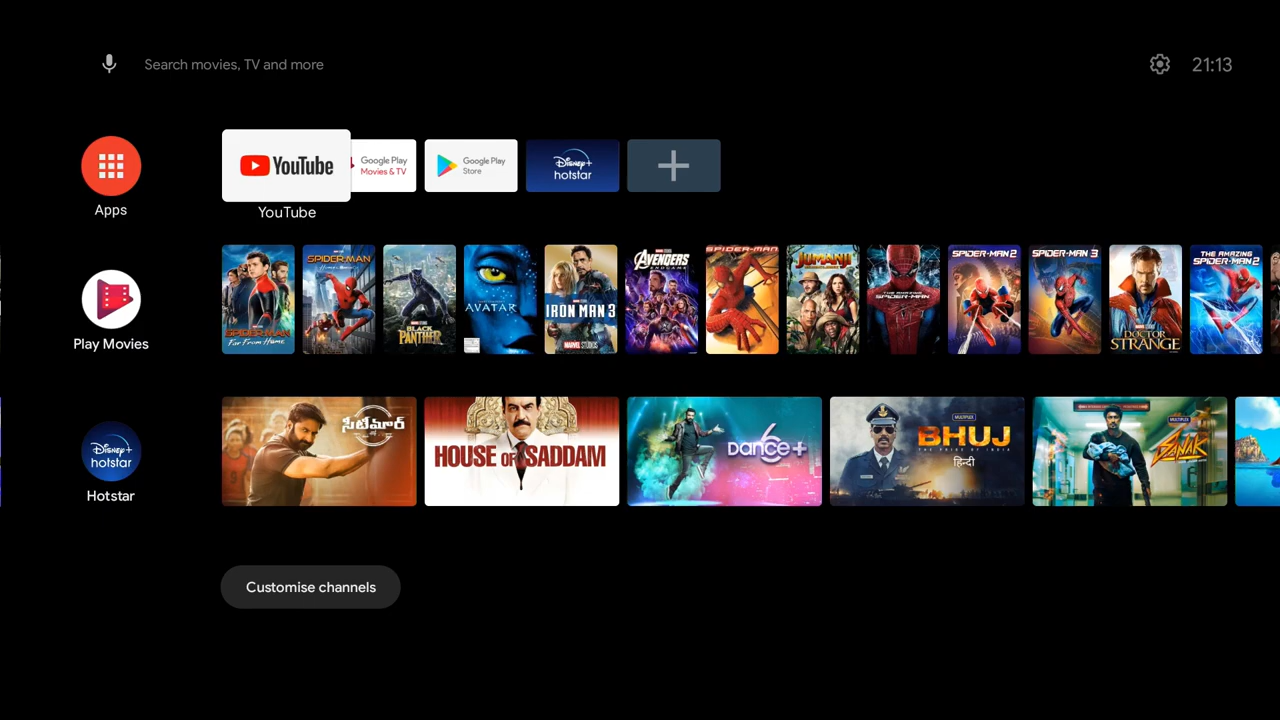 Search movies, TV and more
21:13
YouTube
Google Play
Movies & TV
Google Play
Store
Disney+
hotstar
Apps
YouTube
SPIDER-MAN
Far From Home
SPIDER-MAN
BLACK
PANTHER
AVATAR
IRON MAN 3
MARVEL STUDIOS
AVENGERS
ENDGAME
SPIDER-MAN
JUMANJI
THE AMAZING
SPIDER-MAN
SPIDER-MAN 2
SPIDER-MAN 3
DOCTOR
STRANGE
THE AMAZING
SPIDER-MAN 2
Play Movies
సీటీమార్
HOUSE OF SADDAM
DANCE+ 6
MULTIPLEX
BHUJ
THE PRIDE OF INDIA
हिन्दी
MULTIPLEX
SANAK
Disney+
hotstar
Hotstar
Customise channels